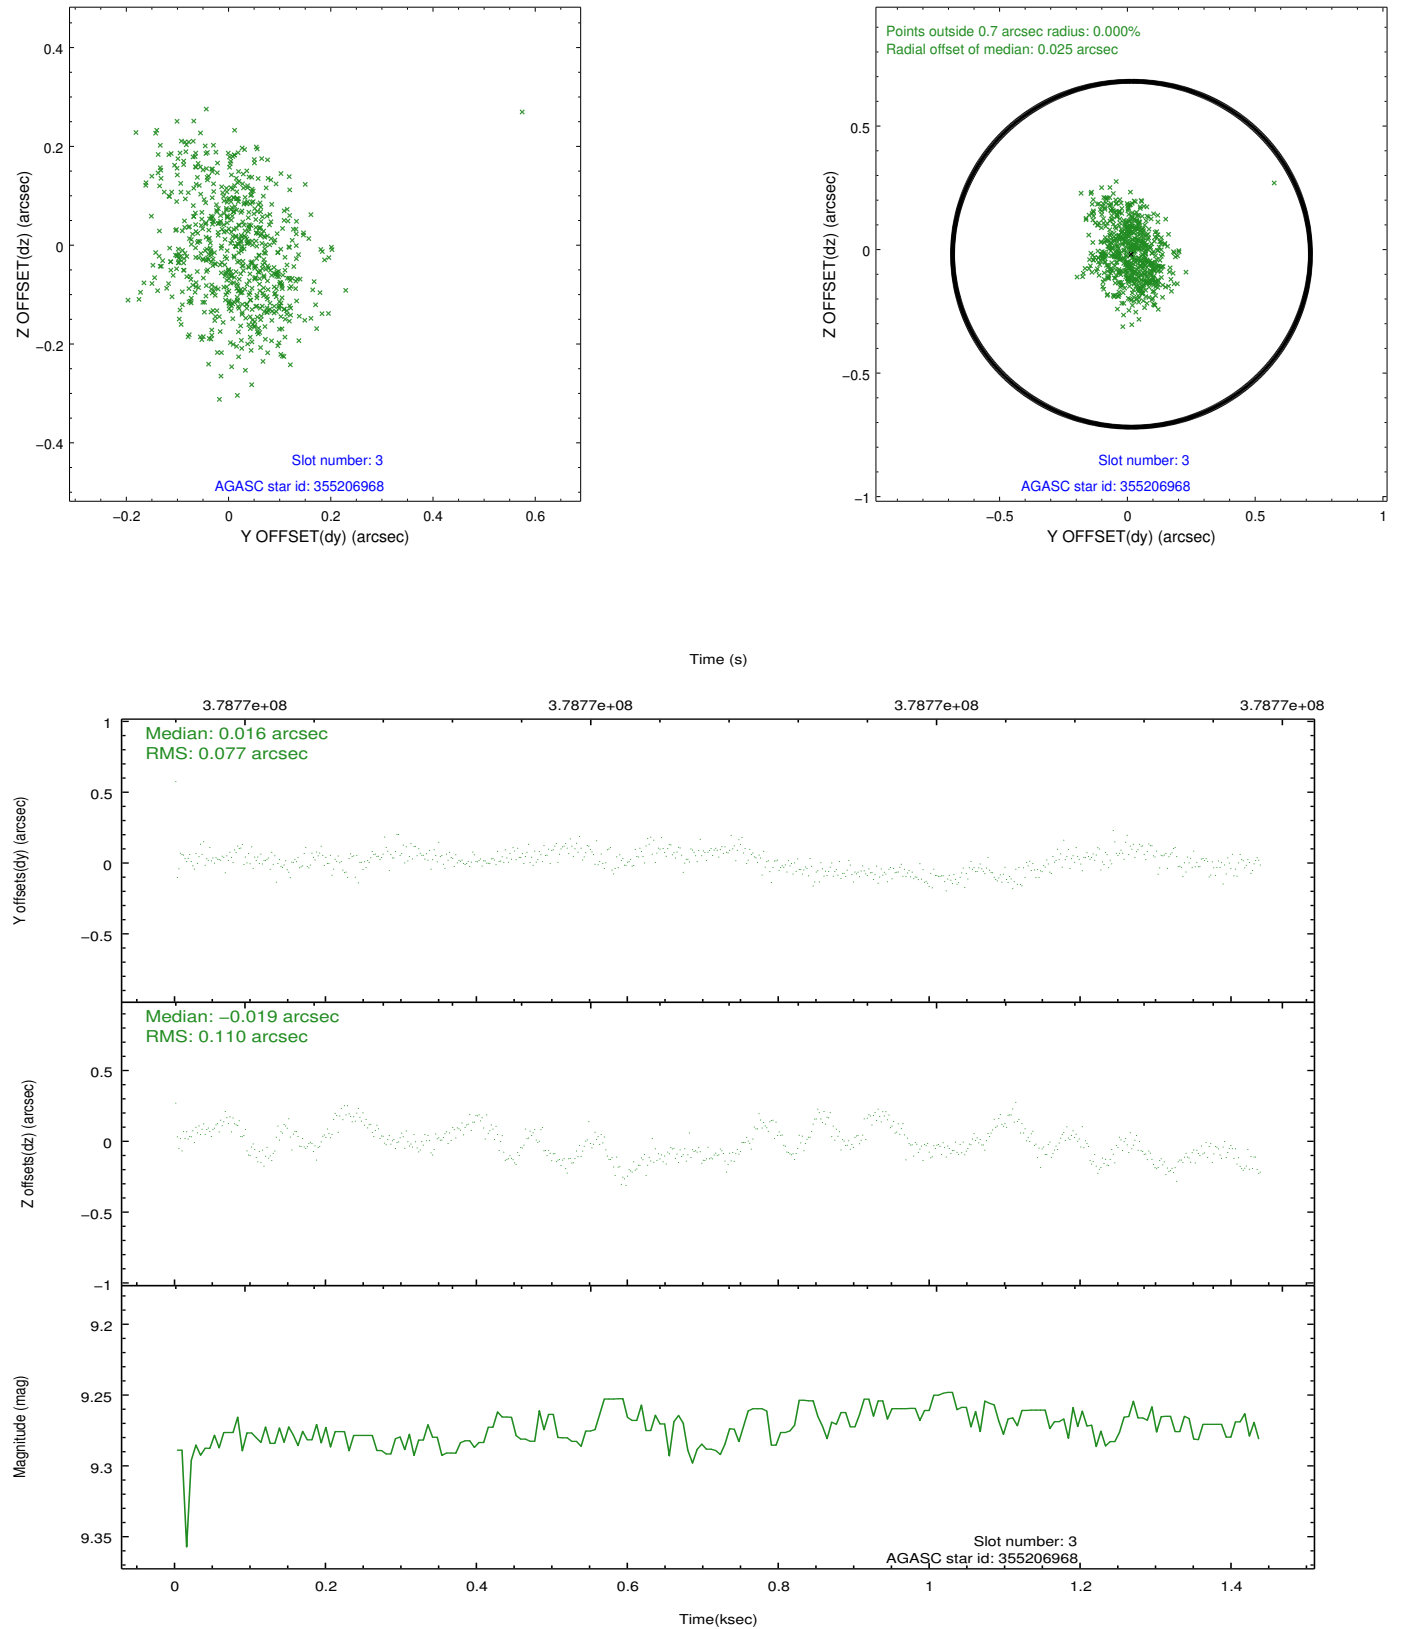 0.4
0.2
0
−0.2
−0.4
Z OFFSET(dz) (arcsec)
Slot number: 3
AGASC star id: 355206968
−0.2 0 0.2 0.4 0.6
Y OFFSET(dy) (arcsec)
Points outside 0.7 arcsec radius: 0.000%
Radial offset of median: 0.025 arcsec
0.5
0
−0.5
−1
Z OFFSET(dz) (arcsec)
Slot number: 3
AGASC star id: 355206968
−0.5 0 0.5 1
Y OFFSET(dy) (arcsec)
Time (s)
3.7877e+08 3.7877e+08 3.7877e+08 3.7877e+08
Median: 0.016 arcsec
RMS: 0.077 arcsec
1
0.5
0
−0.5
Y offsets(dy) (arcsec)
Median: −0.019 arcsec
RMS: 0.110 arcsec
0.5
0
−0.5
−1
Z offsets(dz) (arcsec)
9.2
9.25
9.3
9.35
Magnitude (mag)
Slot number: 3
AGASC star id: 355206968
0 0.2 0.4 0.6 0.8 1 1.2 1.4
Time(ksec)